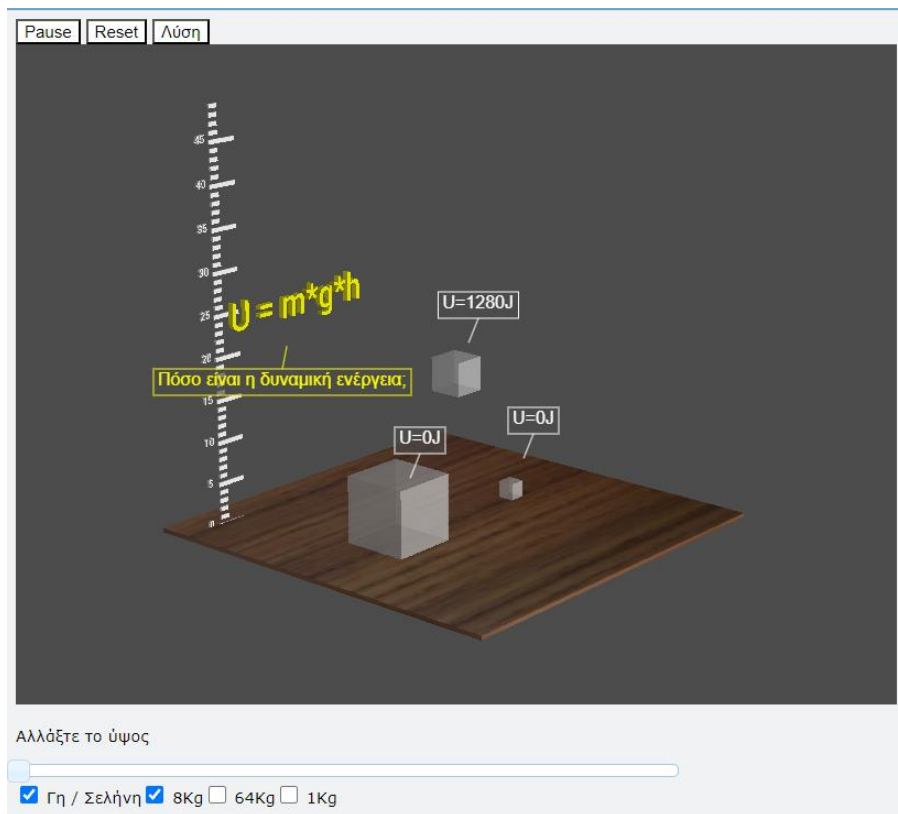 Pause Reset Λύση
45
40
35
30
25
20
15
10
5
0
U = m*g*h
U=1280J
Πόσο είναι η δυναμική ενέργεια;
U=0J
U=0J
Αλλάξτε το ύψος
Γη / Σελήνη 8Kg 64Kg 1Kg